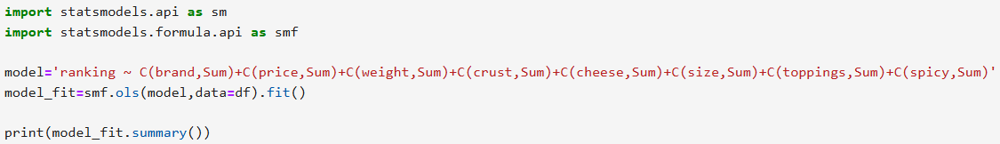 import statsmodels.api as sm
import statsmodels.formula.api as smf
model='ranking ~ C(brand,Sum)+C(price,Sum)+C(weight,Sum)+C(crust,Sum)+C(cheese,Sum)+C(size,Sum)+C(toppings,Sum)+C(spicy,Sum)'
model_fit=smf.ols(model,data=df).fit()
print(model_fit.summary())